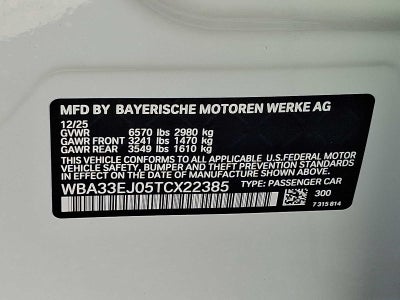 MFD BY BAYERISCHE MOTOREN WERKE AG
12/25
GVWR 6570 lbs 2980 kg
GAWR FRONT 3241 lbs 1470 kg
GAWR REAR 3549 lbs 1610 kg
THIS VEHICLE CONFORMS TO ALL APPLICABLE U.S.FEDERAL MOTOR
VEHICLE SAFETY, BUMPER, AND THEFT PREVENTION STANDARDS
IN EFFECT ON THE DATE OF MANUFACTURE SHOWN ABOVE.
WBA33EJ05TCX22385 TYPE: PASSENGER CAR
300
7 315 814